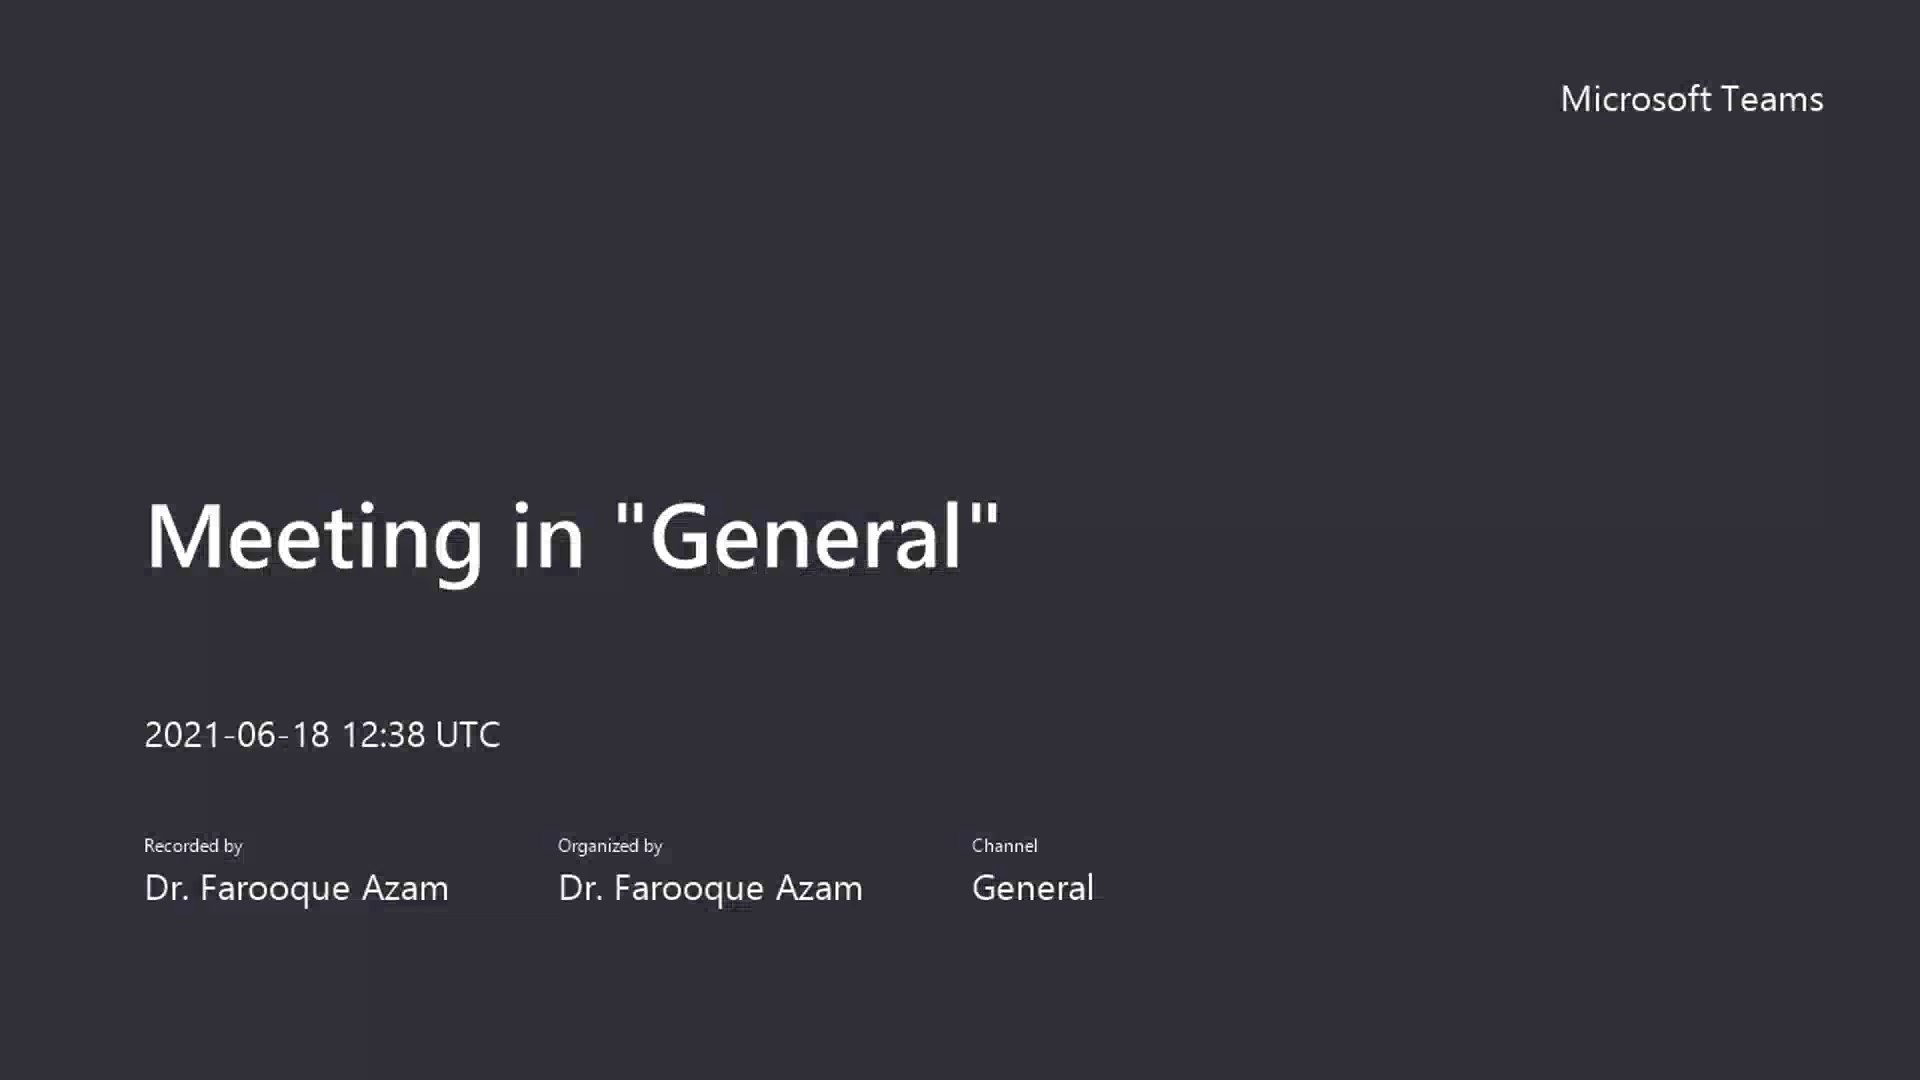 Microsoft Teams
Meeting in "General"
2021-06-18 12:38 UTC
Recorded by
Dr. Farooque Azam
Organized by
Dr. Farooque Azam
Channel
General